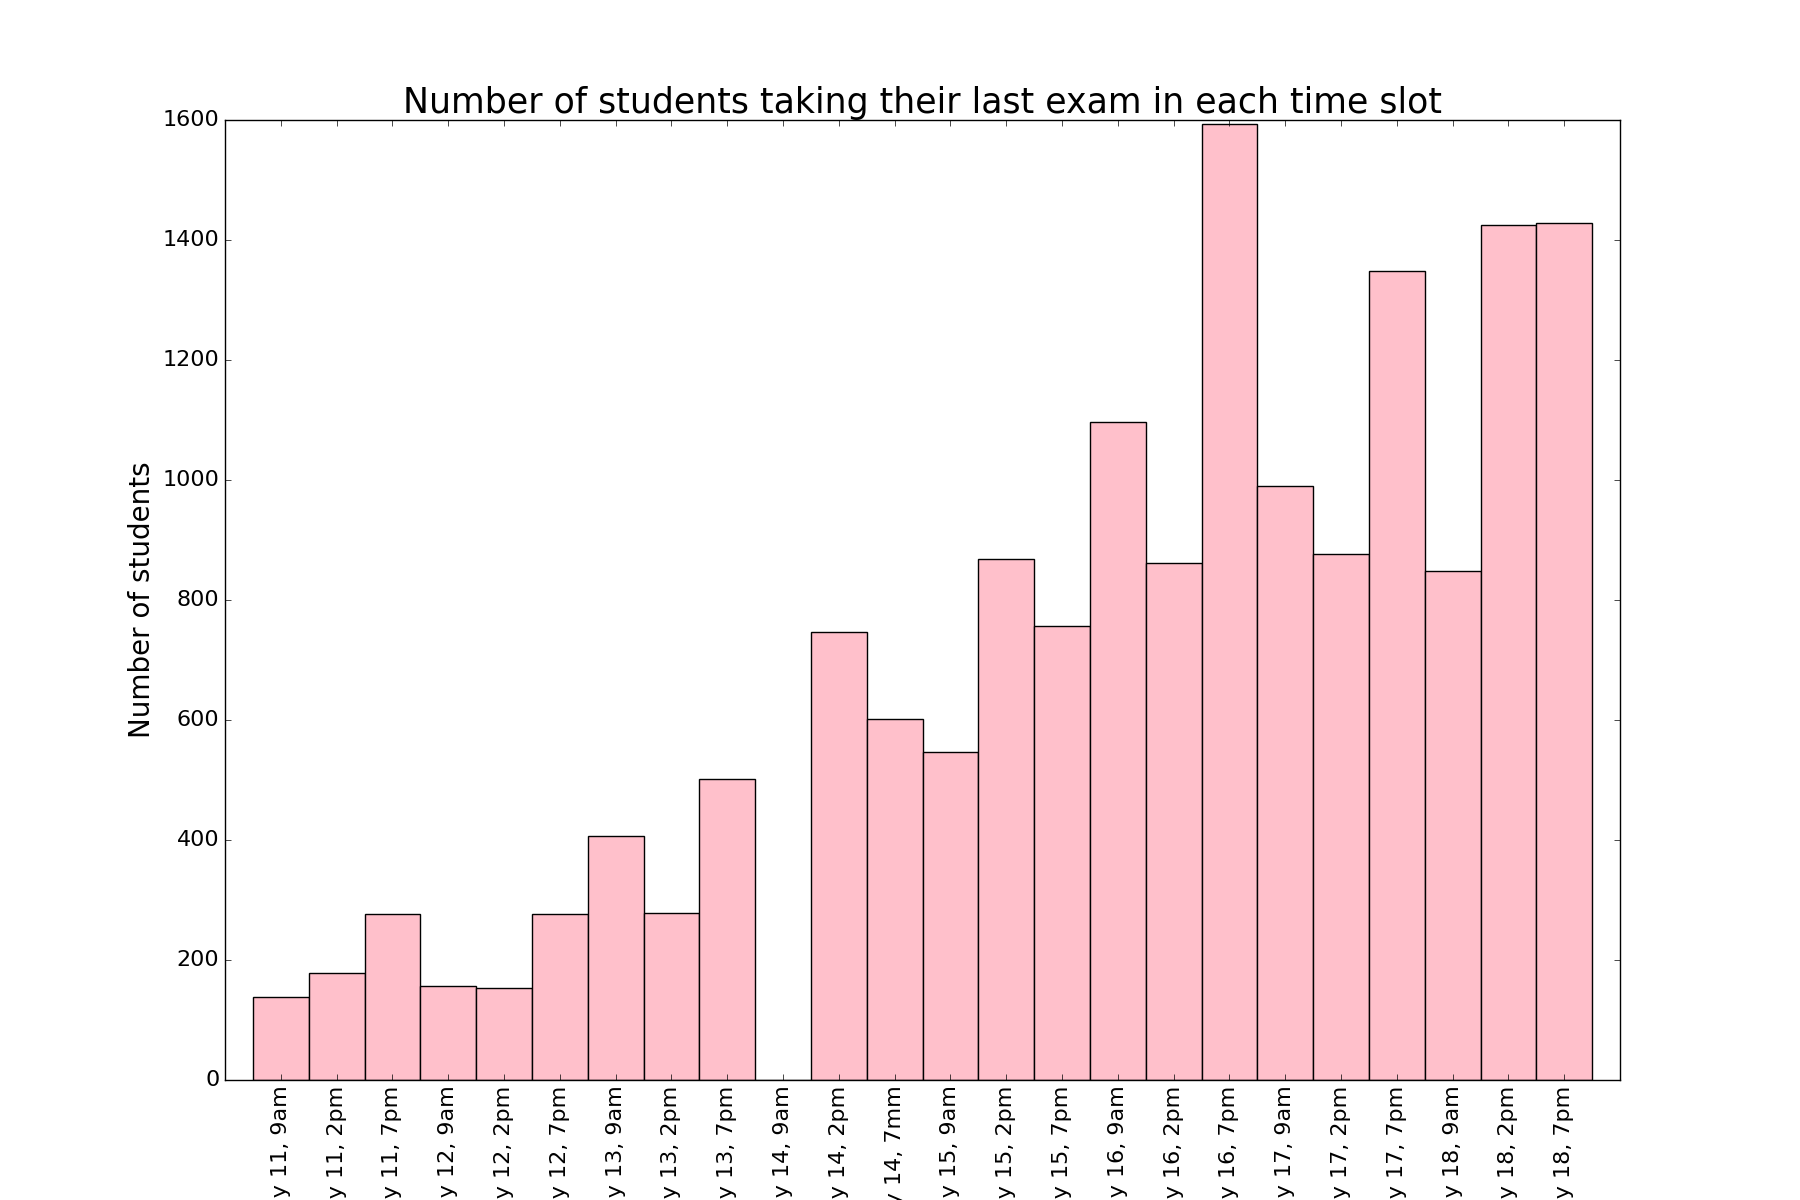 Number of students taking their last exam in each time slot
Number of students
1600
1400
1200
1000
800
600
400
200
0
y 11, 9am
y 11, 2pm
y 11, 7pm
y 12, 9am
y 12, 2pm
y 12, 7pm
y 13, 9am
y 13, 2pm
y 13, 7pm
y 14, 9am
y 14, 2pm
y 14, 7mm
y 15, 9am
y 15, 2pm
y 15, 7pm
y 16, 9am
y 16, 2pm
y 16, 7pm
y 17, 9am
y 17, 2pm
y 17, 7pm
y 18, 9am
y 18, 2pm
y 18, 7pm